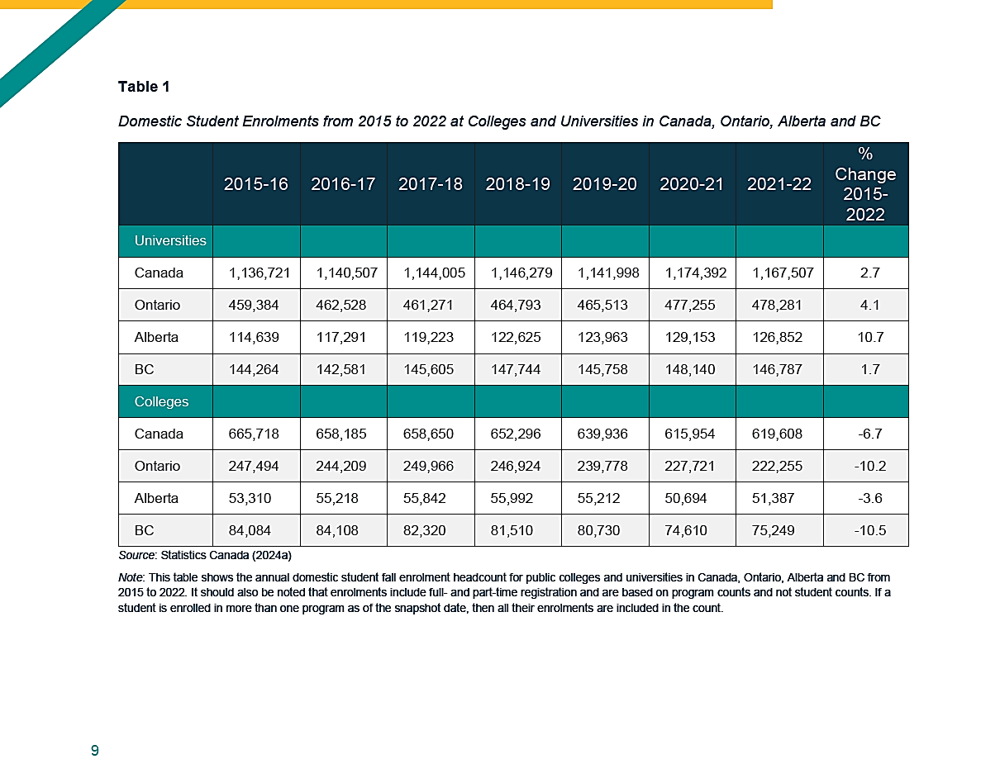 Table 1
Domestic Student Enrolments from 2015 to 2022 at Colleges and Universities in Canada, Ontario, Alberta and BC
2015-16 2016-17 2017-18 2018-19 2019-20 2020-21 2021-22 % Change 2015-2022
Universities
Canada 1,136,721 1,140,507 1,144,005 1,146,279 1,141,998 1,174,392 1,167,507 2.7
Ontario 459,384 462,528 461,271 464,793 465,513 477,255 478,281 4.1
Alberta 114,639 117,291 119,223 122,625 123,963 129,153 126,852 10.7
BC 144,264 142,581 145,605 147,744 145,758 148,140 146,787 1.7
Colleges
Canada 665,718 658,185 658,650 652,296 639,936 615,954 619,608 -6.7
Ontario 247,494 244,209 249,966 246,924 239,778 227,721 222,255 -10.2
Alberta 53,310 55,218 55,842 55,992 55,212 50,694 51,387 -3.6
BC 84,084 84,108 82,320 81,510 80,730 74,610 75,249 -10.5
Source: Statistics Canada (2024a)
Note: This table shows the annual domestic student fall enrolment headcount for public colleges and universities in Canada, Ontario, Alberta and BC from
2015 to 2022. It should also be noted that enrolments include full- and part-time registration and are based on program counts and not student counts. If a
student is enrolled in more than one program as of the snapshot date, then all their enrolments are included in the count.
9